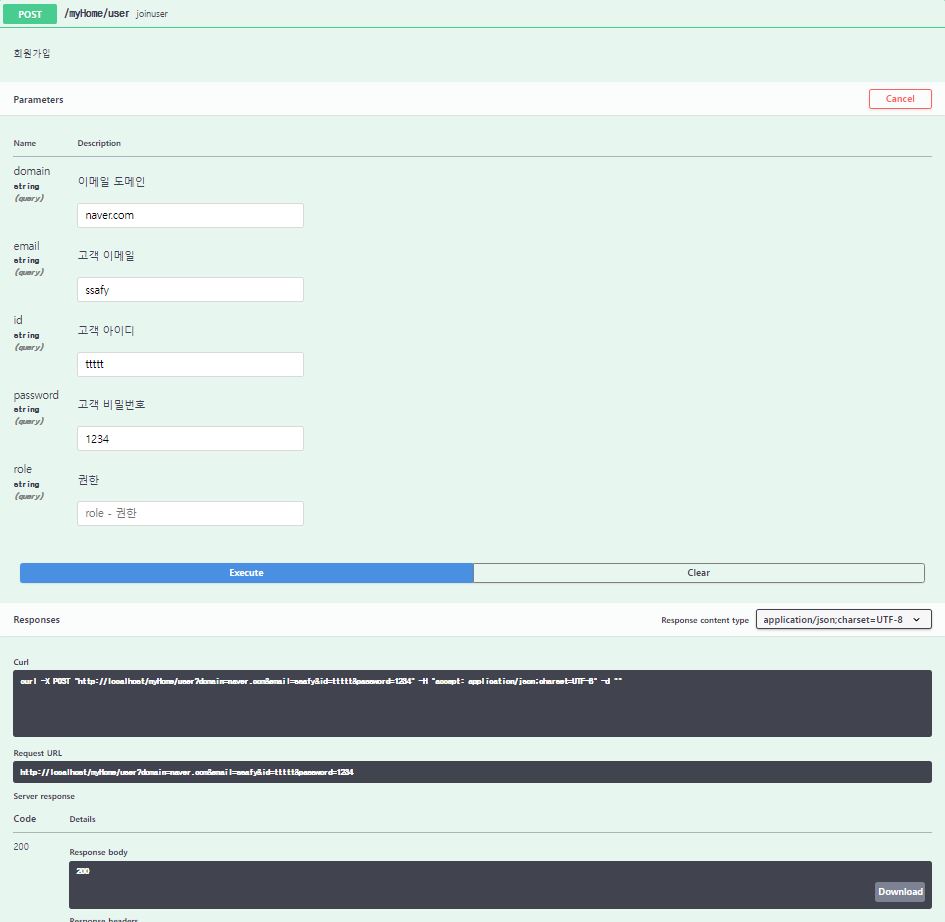 POST /myHome/user joinuser
회원가입
Parameters Cancel
Name Description
domain
string
(query)
이메일 도메인
naver.com
email
string
(query)
고객 이메일
ssafy
id
string
(query)
고객 아이디
ttttt
password
string
(query)
고객 비밀번호
1234
role
string
(query)
권한
role - 권한
Execute Clear
Responses Response content type application/json;charset=UTF-8
Curl
curl -X POST "http://localhost/myHome/user?domain=naver.com&email=ssafy&id=ttttt&password=1234" -H "accept: application/json;charset=UTF-8" -d ""
Request URL
http://localhost/myHome/user?domain=naver.com&email=ssafy&id=ttttt&password=1234
Server response
Code Details
200
Response body
200
Download
Response headers